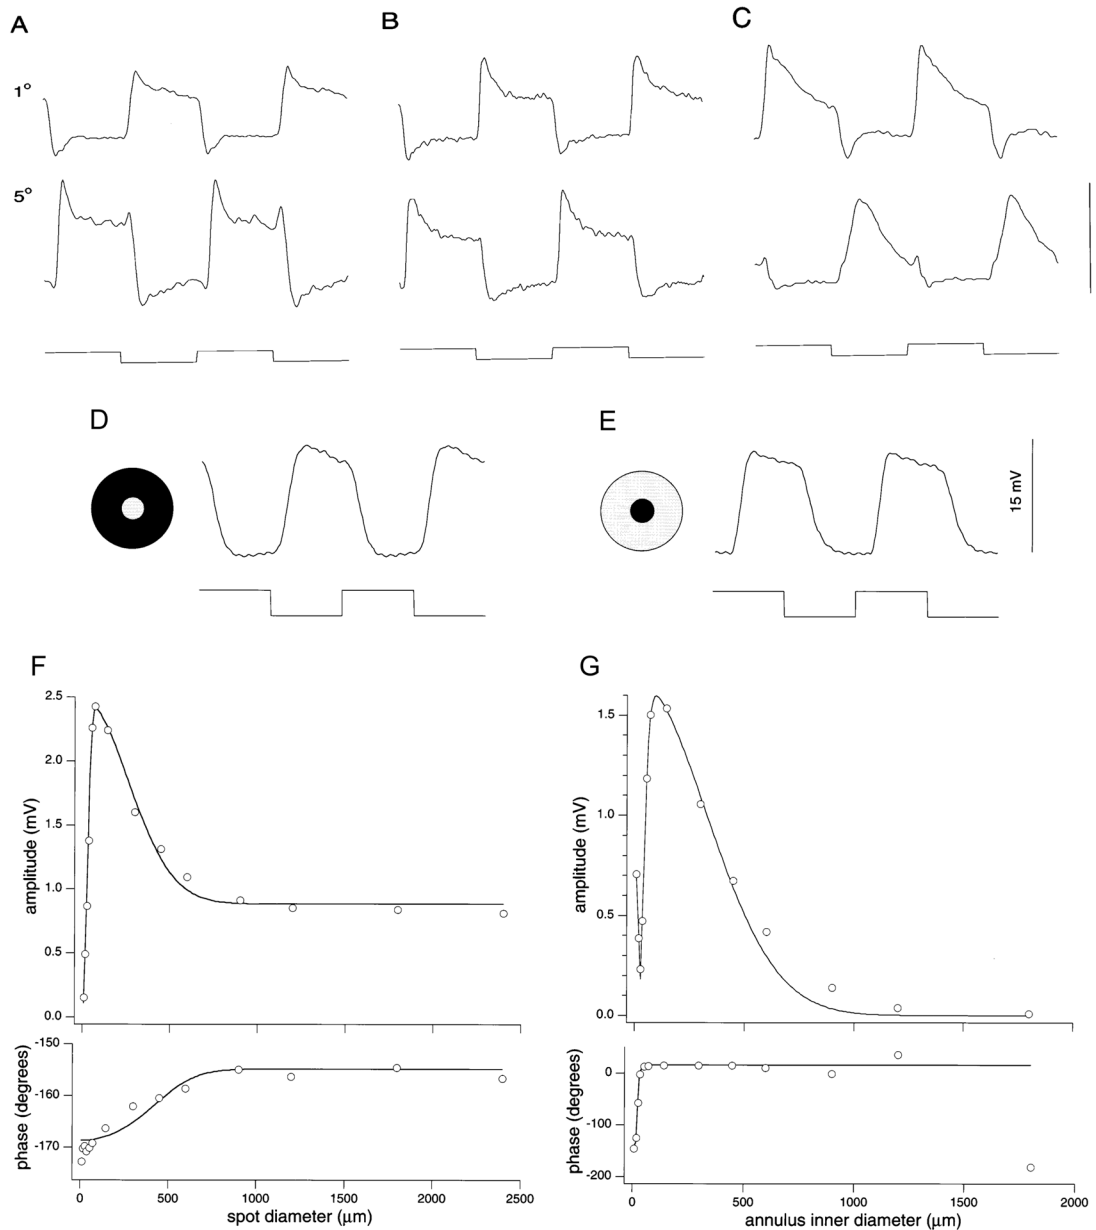 A
B
C
1°
5°
D
E
15 mV
F
G
2.5
2.0
1.5
1.0
0.5
0.0
amplitude (mV)
1.5
1.0
0.5
0.0
amplitude (mV)
-150
-160
-170
phase (degrees)
0
500
1000
1500
2000
2500
spot diameter (µm)
0
-100
-200
phase (degrees)
0
500
1000
1500
2000
annulus inner diameter (µm)